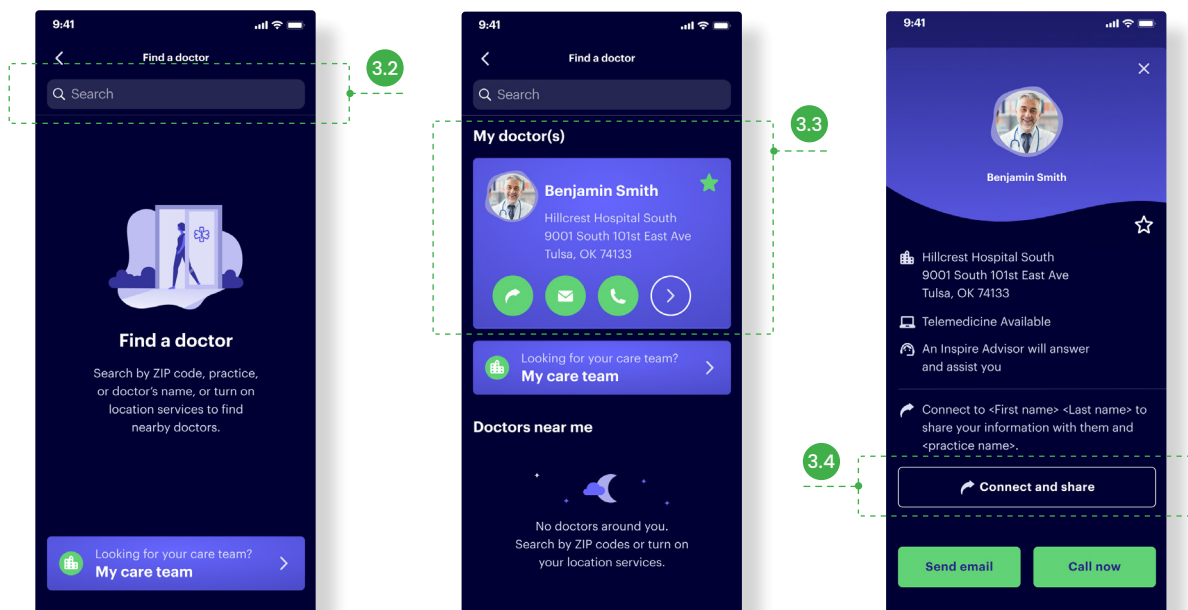 9:41
Find a doctor
Search
3.2
Find a doctor
Search by ZIP code, practice,
or doctor's name, or turn on
location services to find
nearby doctors.
Looking for your care team?
My care team
9:41
Find a doctor
Search
My doctor(s)
3.3
Benjamin Smith
Hillcrest Hospital South
9001 South 101st East Ave
Tulsa, OK 74133
Looking for your care team?
My care team
Doctors near me
No doctors around you.
Search by ZIP codes or turn on
your location services.
9:41
Benjamin Smith
Hillcrest Hospital South
9001 South 101st East Ave
Tulsa, OK 74133
Telemedicine Available
An Inspire Advisor will answer
and assist you
Connect to <First name> <Last name> to
share your information with them and
<practice name>.
3.4
Connect and share
Send email
Call now